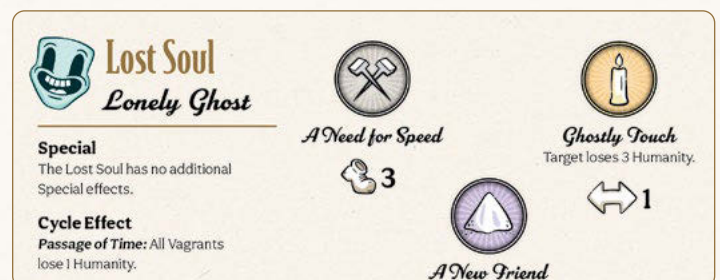 Lost Soul
Lonely Ghost
Special
The Lost Soul has no additional
Special effects.
Cycle Effect
Passage of Time: All Vagrants
lose 1 Humanity.
A Need for Speed
3
A New Friend
Ghostly Touch
Target loses 3 Humanity.
1